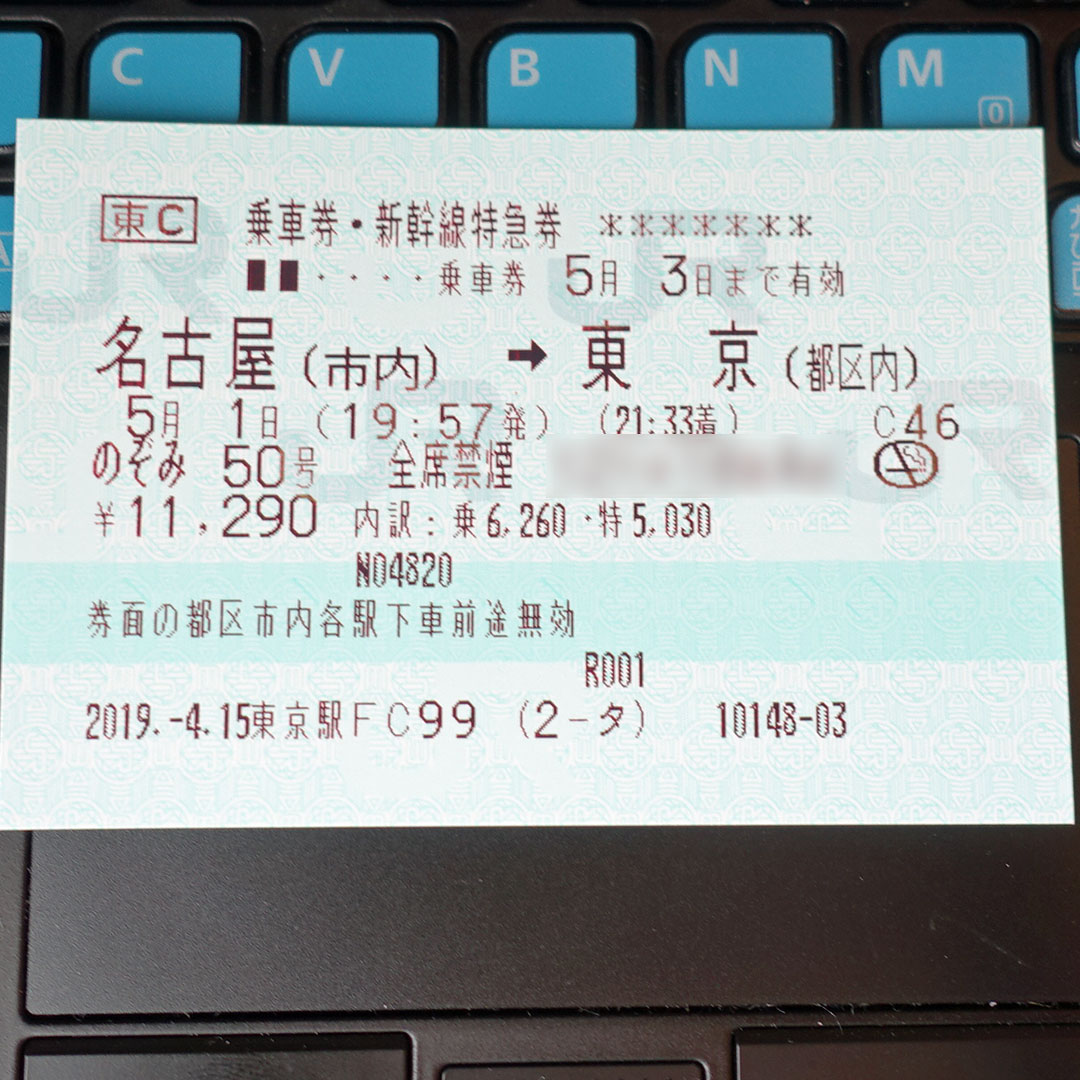 C V B N M
0
東C 乗車券・新幹線特急券 *******
■■・・・・乗車券 5月 3日まで有効
名古屋(市内) ➡ 東 京(都区内)
5月 1日 (19:57発) (21:33着) C46
のぞみ 50号 全席禁煙
¥11,290 内訳:乗6,260・特5,030
N04820
券面の都区市内各駅下車前途無効
R001
2019.-4.15東京駅FC99 (2-タ) 10148-03